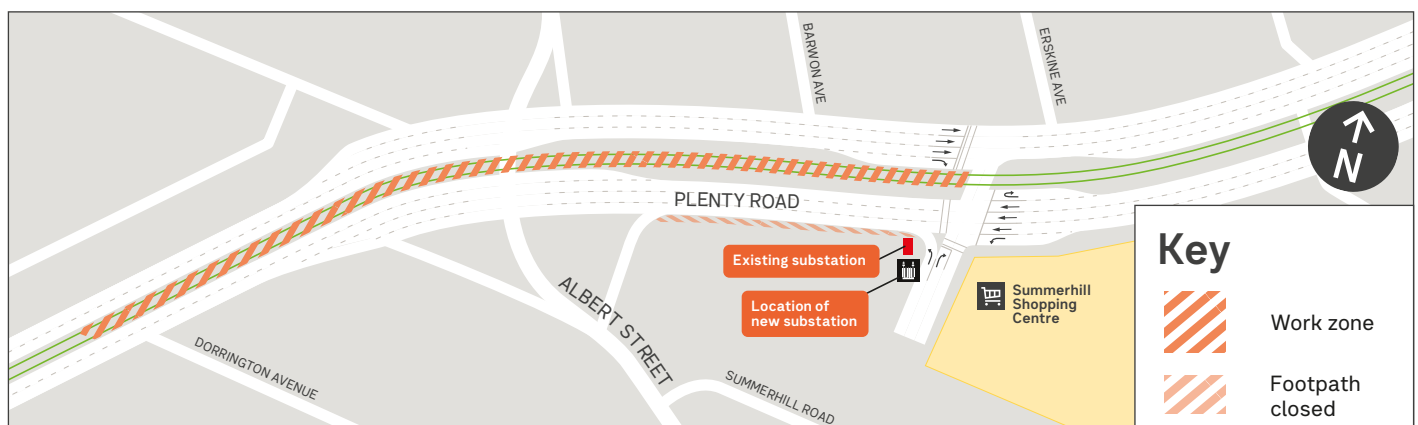 BARWON AVE
ERSKINE AVE
N
PLENTY ROAD
Existing substation
Location of
new substation
Summerhill
Shopping
Centre
ALBERT STREET
DORRINGTON AVENUE
SUMMERHILL ROAD
Key
Work zone
Footpath
closed